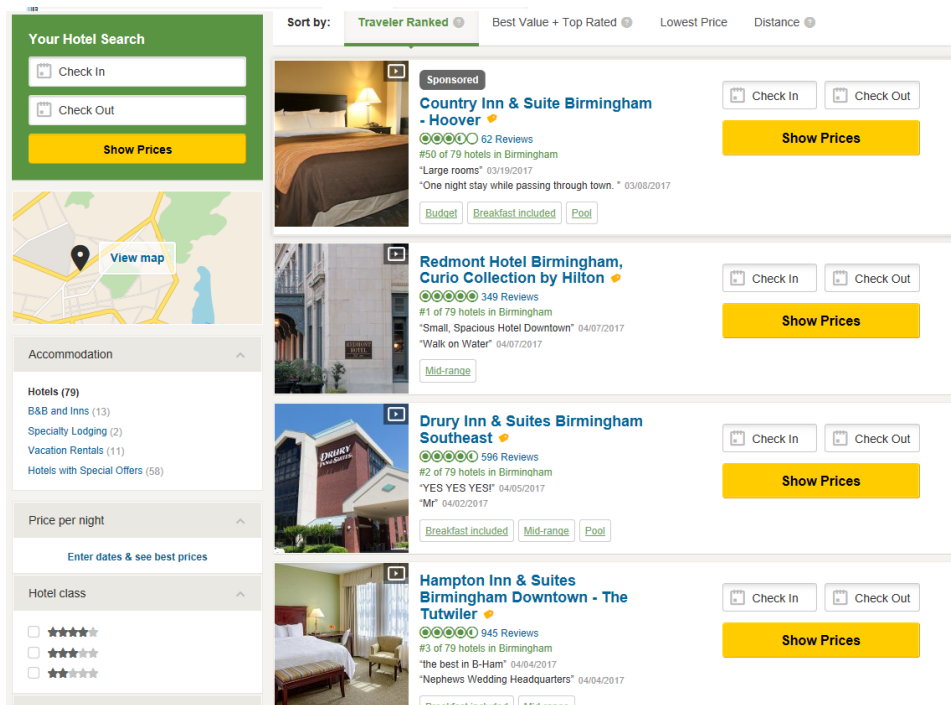 Sort by: Traveler Ranked Best Value + Top Rated Lowest Price Distance
Your Hotel Search
Check In
Check Out
Show Prices
View map
Accommodation
Hotels (79)
B&B and Inns (13)
Specialty Lodging (2)
Vacation Rentals (11)
Hotels with Special Offers (58)
Price per night
Enter dates & see best prices
Hotel class
Sponsored
Country Inn & Suite Birmingham
- Hoover
62 Reviews
#50 of 79 hotels in Birmingham
"Large rooms" 03/19/2017
"One night stay while passing through town. " 03/08/2017
Budget Breakfast included Pool
Check In Check Out
Show Prices
REDMONT
HOTEL
Redmont Hotel Birmingham,
Curio Collection by Hilton
349 Reviews
#1 of 79 hotels in Birmingham
"Small, Spacious Hotel Downtown" 04/07/2017
"Walk on Water" 04/07/2017
Mid-range
Check In Check Out
Show Prices
DRURY
INN & SUITES
Drury Inn & Suites Birmingham
Southeast
596 Reviews
#2 of 79 hotels in Birmingham
"YES YES YES!" 04/05/2017
"Mr" 04/02/2017
Breakfast included Mid-range Pool
Check In Check Out
Show Prices
Hampton Inn & Suites
Birmingham Downtown - The
Tutwiler
945 Reviews
#3 of 79 hotels in Birmingham
"the best in B-Ham" 04/04/2017
"Nephews Wedding Headquarters" 04/04/2017
Breakfast included Mid-range
Check In Check Out
Show Prices